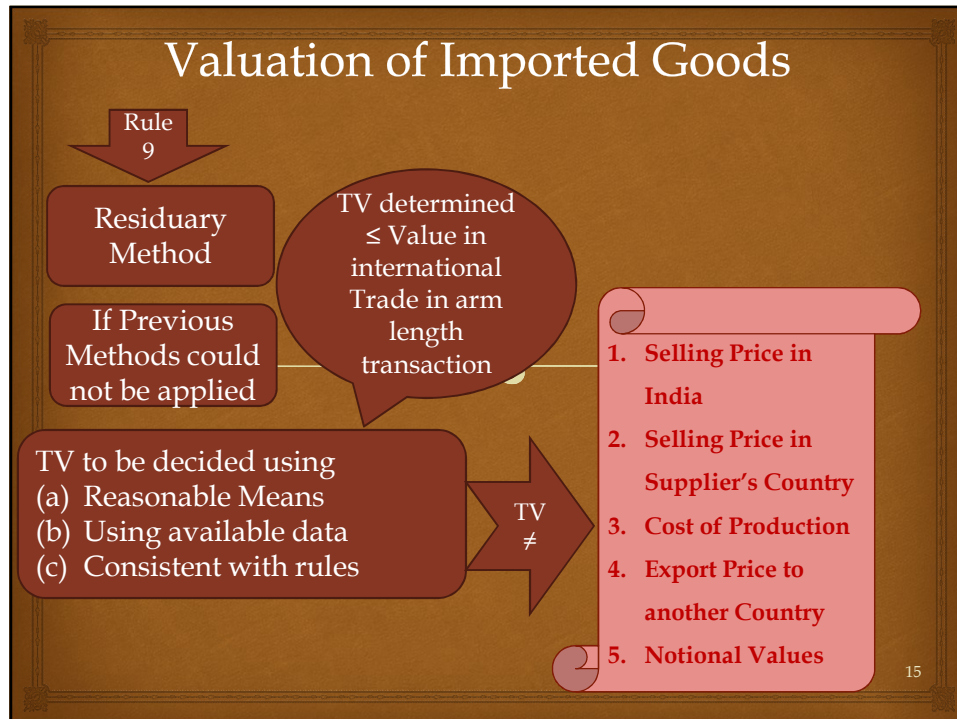 Valuation of Imported Goods
Rule
9
Residuary
Method
TV determined
≤ Value in
international
Trade in arm
length
transaction
If Previous
Methods could
not be applied
TV to be decided using
(a) Reasonable Means
(b) Using available data
(c) Consistent with rules
TV
≠
1. Selling Price in
India
2. Selling Price in
Supplier’s Country
3. Cost of Production
4. Export Price to
another Country
5. Notional Values
15